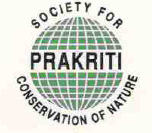 SOCIETY FOR
PRAKRITI
CONSERVATION OF NATURE